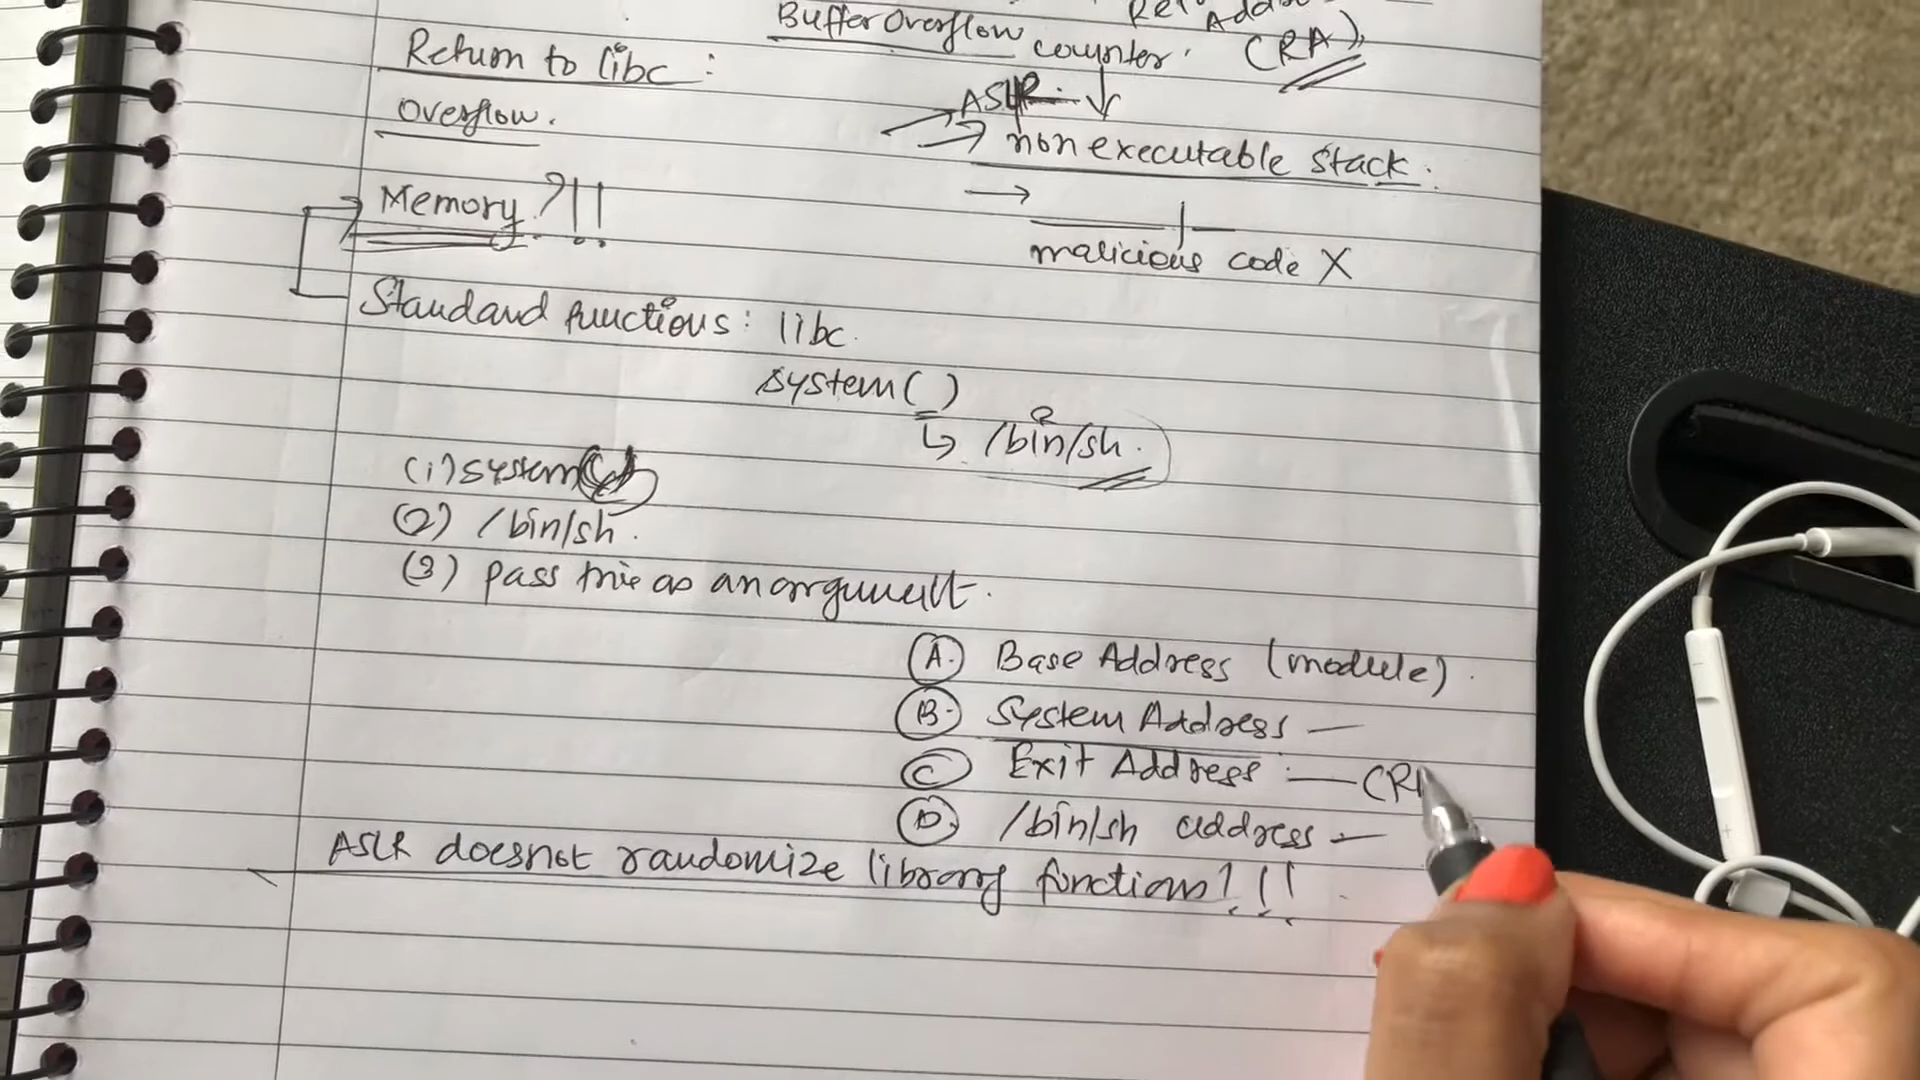 Return to libc :
Overflow.
Memory ?!!
Standard functions: libc.
system( )
↳ /bin/sh.
(1) system
(2) /bin/sh.
(3) pass this as an argument.
Buffer Overflow counter.
(RA)
ASLR.
→ non executable stack.
→
malicious code X
(A.) Base Address (module).
(B.) System Address —
(C) Exit Address : — (R
(D.) /bin/sh address —
ASLR does not randomize library functions!!!